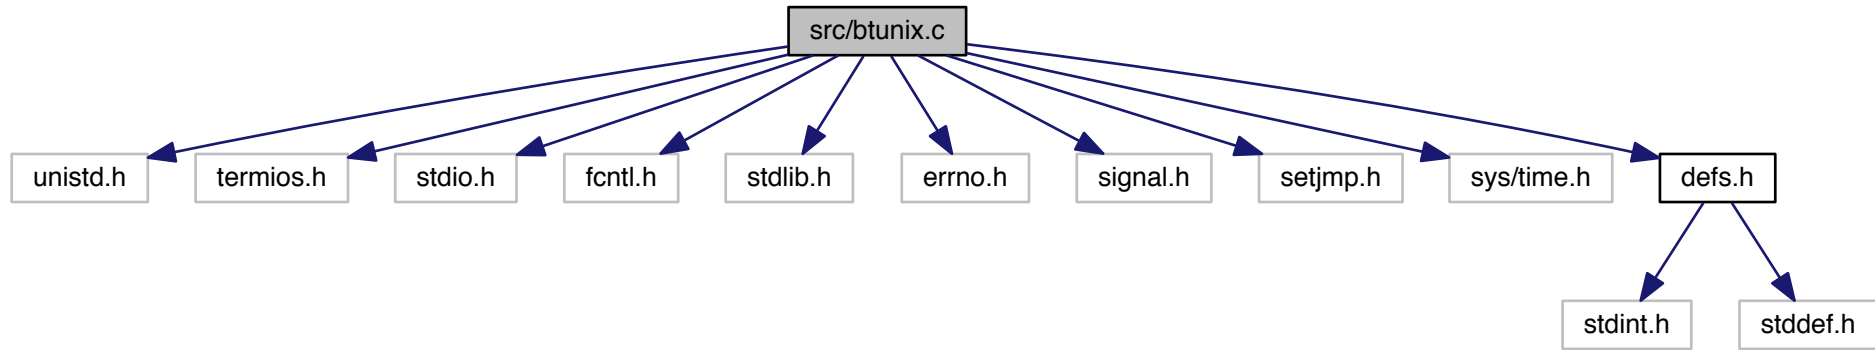 src/btunix.c
unistd.h
termios.h
stdio.h
fcntl.h
stdlib.h
errno.h
signal.h
setjmp.h
sys/time.h
defs.h
stdint.h
stddef.h